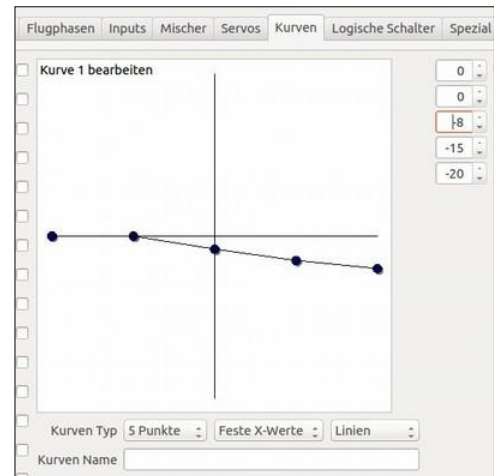 Flugphasen Inputs Mischer Servos Kurven Logische Schalter Spezial
Kurve 1 bearbeiten
0
0
-8
-15
-20
Kurven Typ 5 Punkte Feste X-Werte Linien
Kurven Name